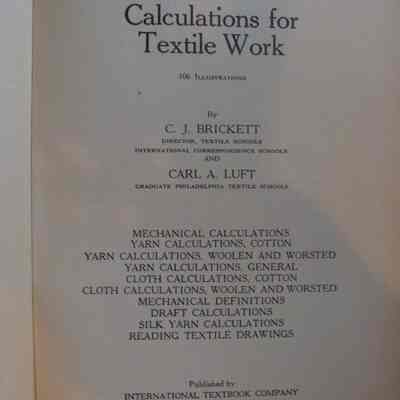 Calculations for
Textile Work
106 Illustrations
By
C. J. BRICKETT
DIRECTOR, TEXTILE SCHOOLS
INTERNATIONAL CORRESPONDENCE SCHOOLS
AND
CARL A. LUFT
GRADUATE PHILADELPHIA TEXTILE SCHOOLS
MECHANICAL CALCULATIONS
YARN CALCULATIONS, COTTON
YARN CALCULATIONS, WOOLEN AND WORSTED
YARN CALCULATIONS, GENERAL
CLOTH CALCULATIONS, COTTON
CLOTH CALCULATIONS, WOOLEN AND WORSTED
MECHANICAL DEFINITIONS
DRAFT CALCULATIONS
SILK YARN CALCULATIONS
READING TEXTILE DRAWINGS
Published by
INTERNATIONAL TEXTBOOK COMPANY